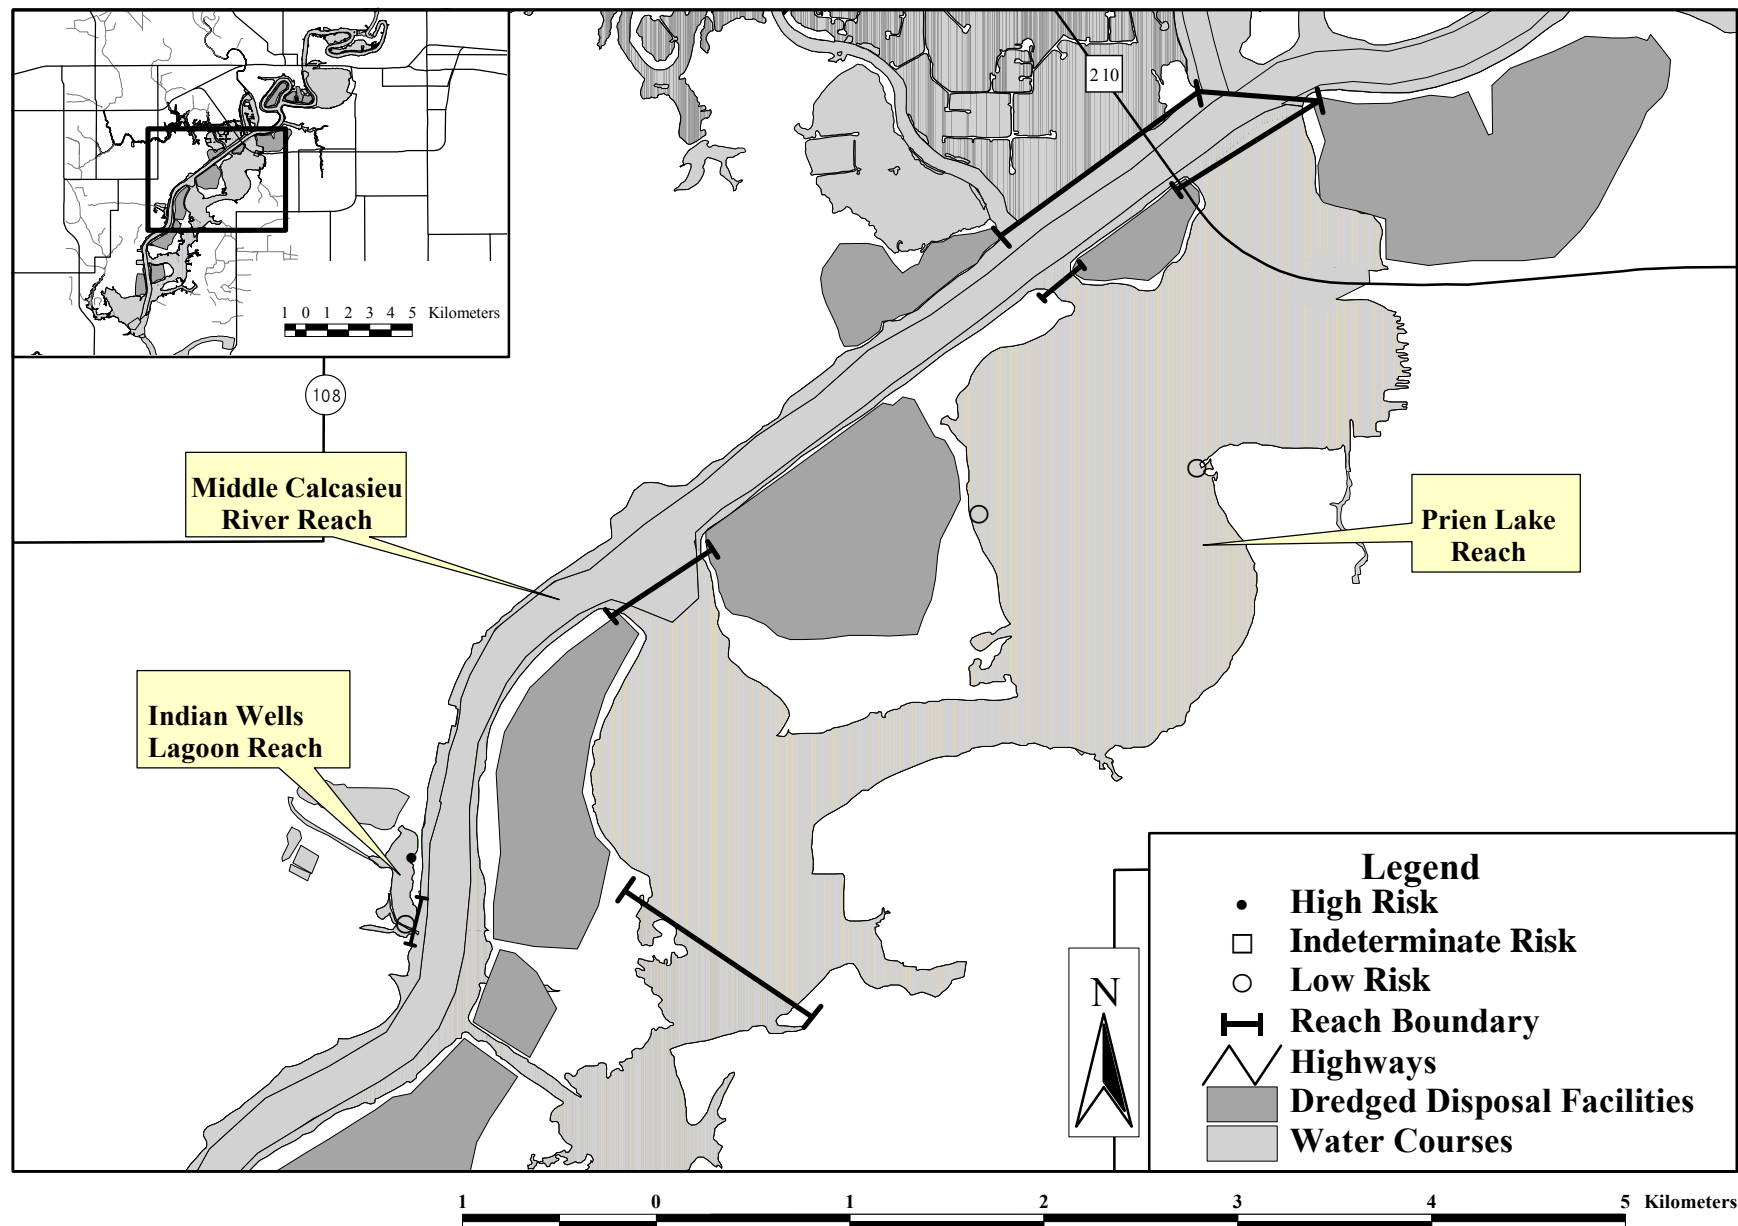 1 0 1 2 3 4 5 Kilometers
210
108
Middle Calcasieu
River Reach
Prien Lake
Reach
Indian Wells
Lagoon Reach
Legend
High Risk
Indeterminate Risk
Low Risk
Reach Boundary
Highways
Dredged Disposal Facilities
Water Courses
N
1 0 1 2 3 4 5 Kilometers